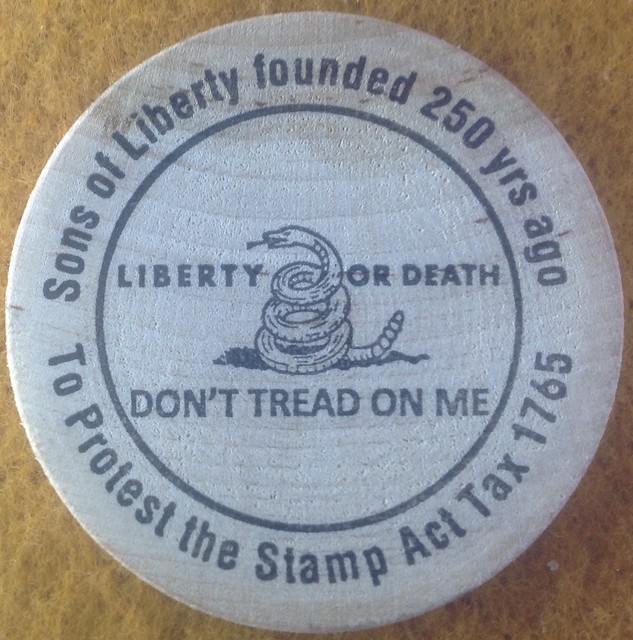 Sons of Liberty founded 250 yrs ago
LIBERTY OR DEATH
DON'T TREAD ON ME
To Protest the Stamp Act Tax 1765